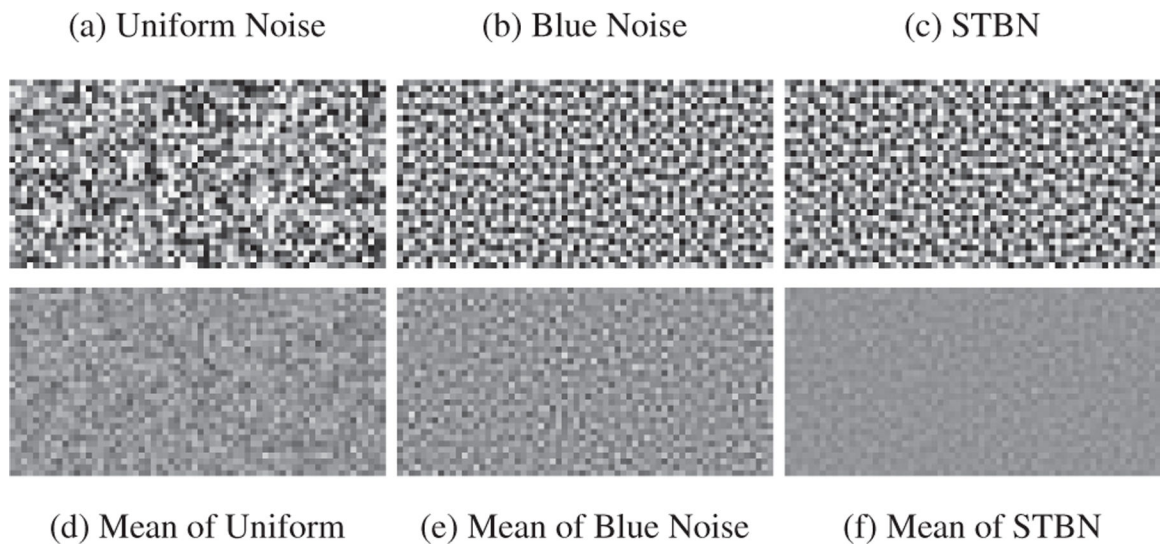 (a) Uniform Noise
(b) Blue Noise
(c) STBN
(d) Mean of Uniform
(e) Mean of Blue Noise
(f) Mean of STBN